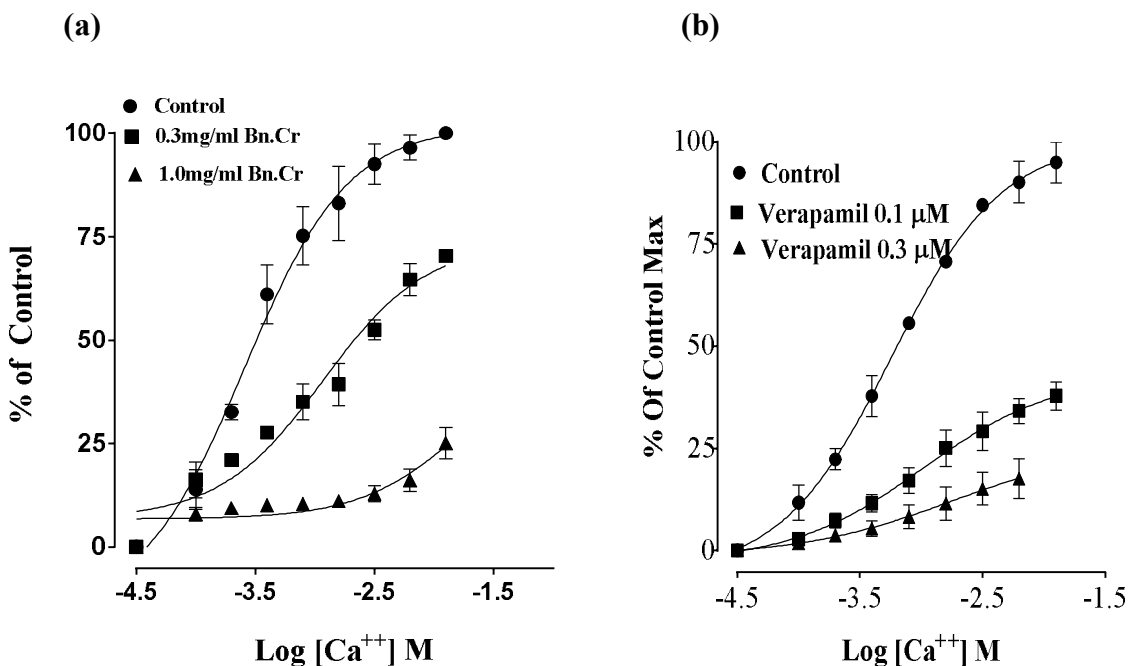 (a)
Control
0.3mg/ml Bn.Cr
1.0mg/ml Bn.Cr
100
75
50
25
0
% of Control
-4.5 -3.5 -2.5 -1.5
Log [Ca++] M
(b)
Control
Verapamil 0.1 μM
Verapamil 0.3 μM
100
75
50
25
0
% Of Control Max
-4.5 -3.5 -2.5 -1.5
Log [Ca++] M